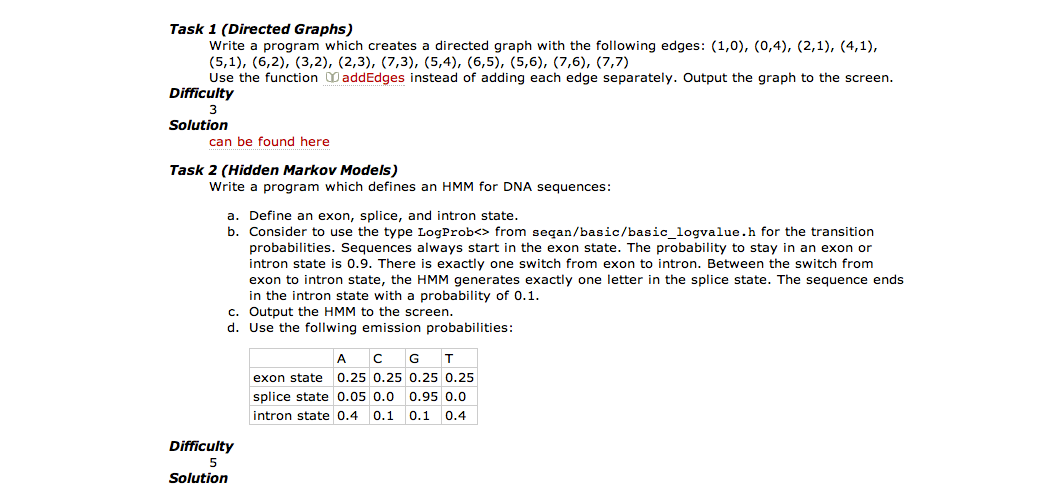 Task 1 (Directed Graphs)
Write a program which creates a directed graph with the following edges: (1,0), (0,4), (2,1), (4,1),
(5,1), (6,2), (3,2), (2,3), (7,3), (5,4), (6,5), (5,6), (7,6), (7,7)
Use the function addEdges instead of adding each edge separately. Output the graph to the screen.
Difficulty
3
Solution
can be found here
Task 2 (Hidden Markov Models)
Write a program which defines an HMM for DNA sequences:
a. Define an exon, splice, and intron state.
b. Consider to use the type LogProb<> from seqan/basic/basic_logvalue.h for the transition
probabilities. Sequences always start in the exon state. The probability to stay in an exon or
intron state is 0.9. There is exactly one switch from exon to intron. Between the switch from
exon to intron state, the HMM generates exactly one letter in the splice state. The sequence ends
in the intron state with a probability of 0.1.
c. Output the HMM to the screen.
d. Use the follwing emission probabilities:
A C G T
exon state 0.25 0.25 0.25 0.25
splice state 0.05 0.0 0.95 0.0
intron state 0.4 0.1 0.1 0.4
Difficulty
5
Solution